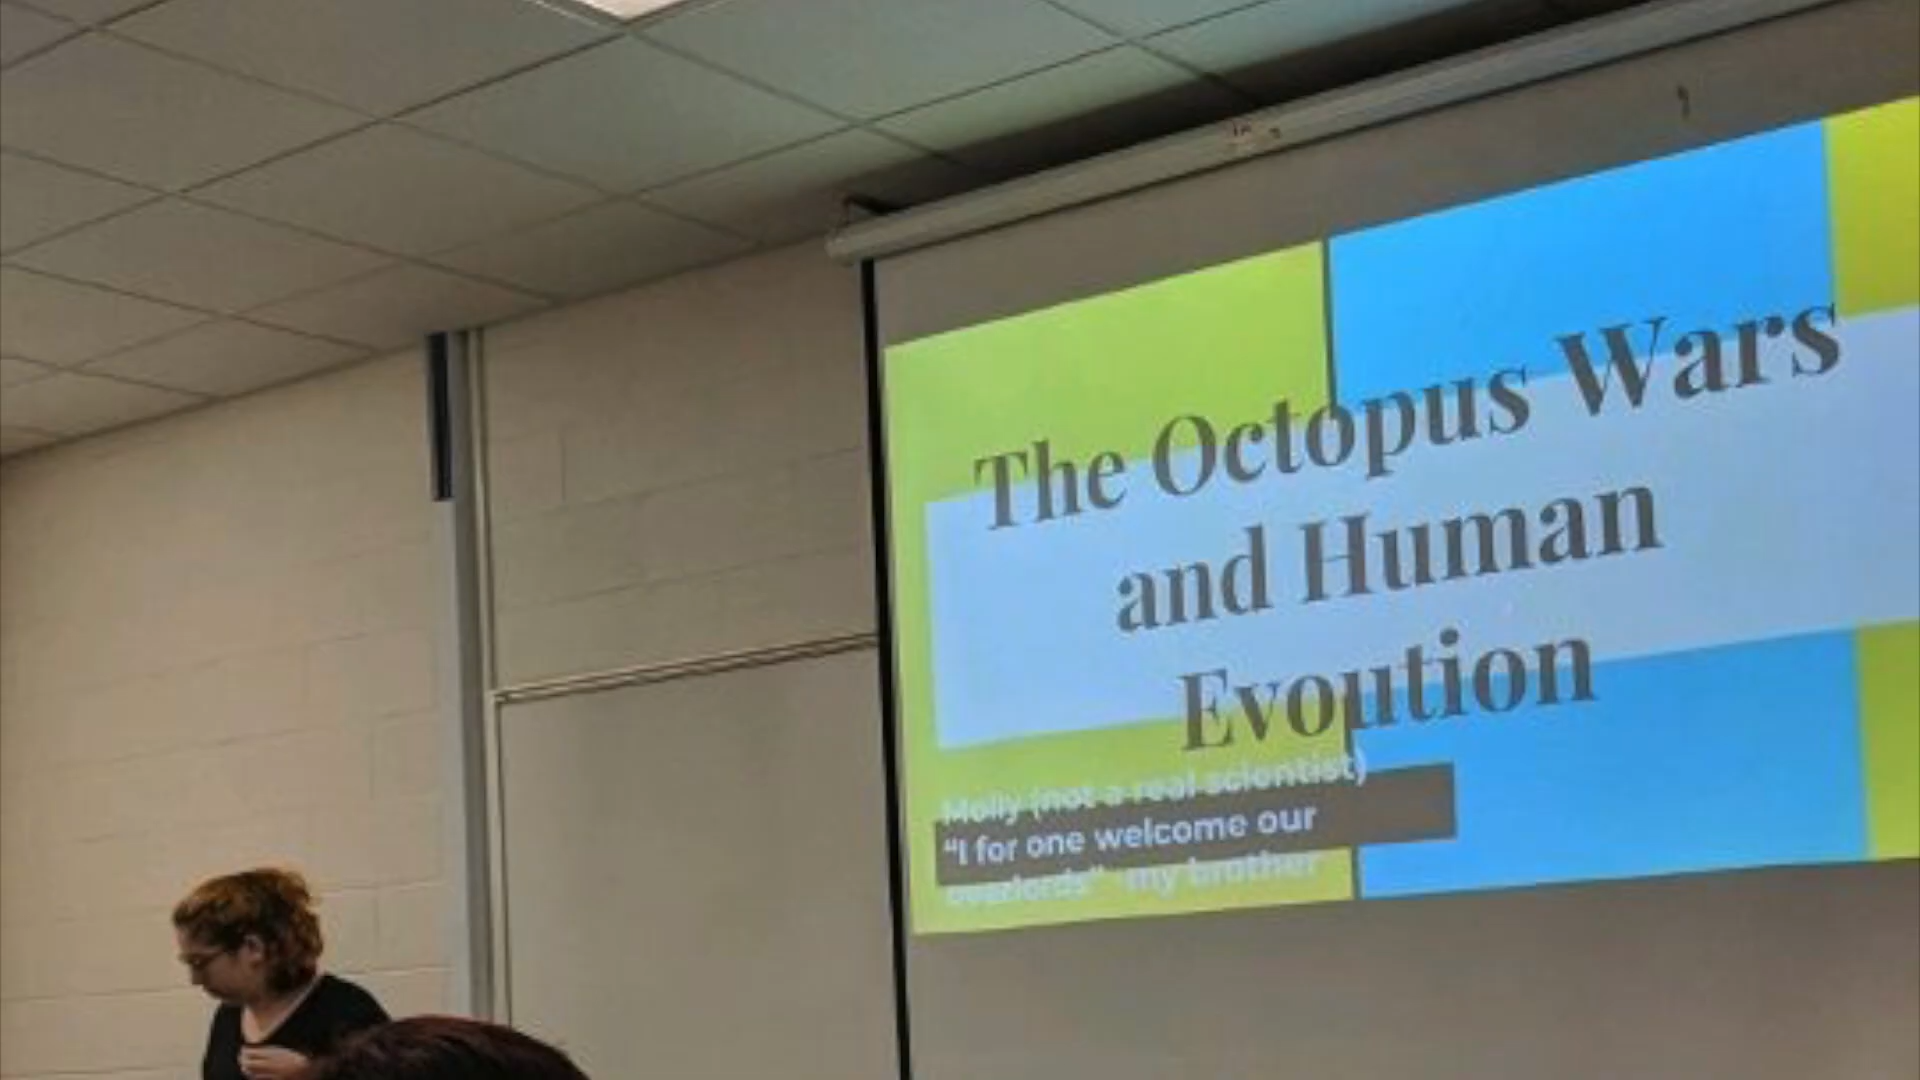 The Octopus Wars
and Human
Evoution
Molly (not a real scientist)
“I for one welcome our
overlords” my brother